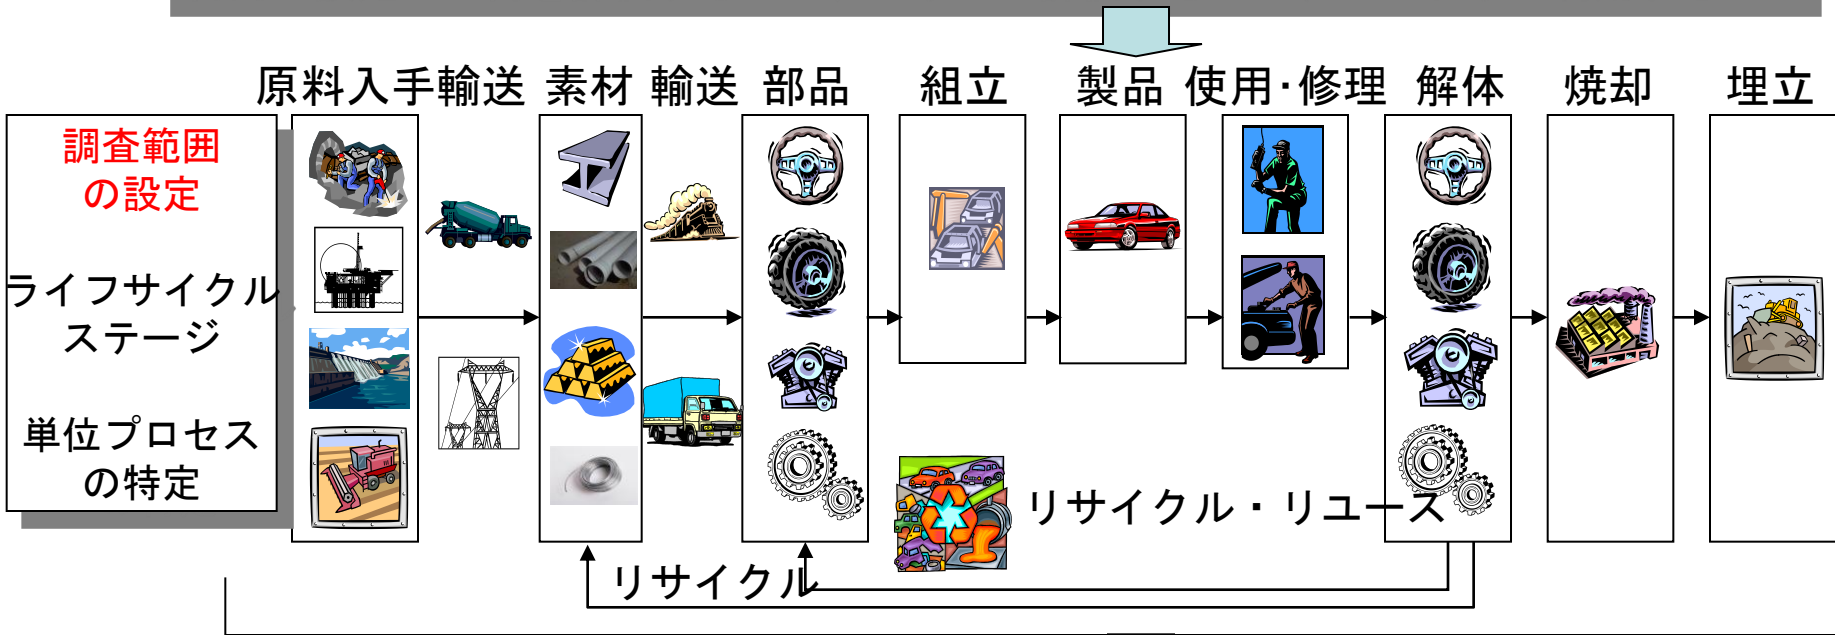 原料入手輸送 素材 輸送 部品 組立 製品 使用・修理 解体 焼却 埋立
調査範囲
の設定
ライフサイクル
ステージ
単位プロセス
の特定
リサイクル・リユース
リサイクル